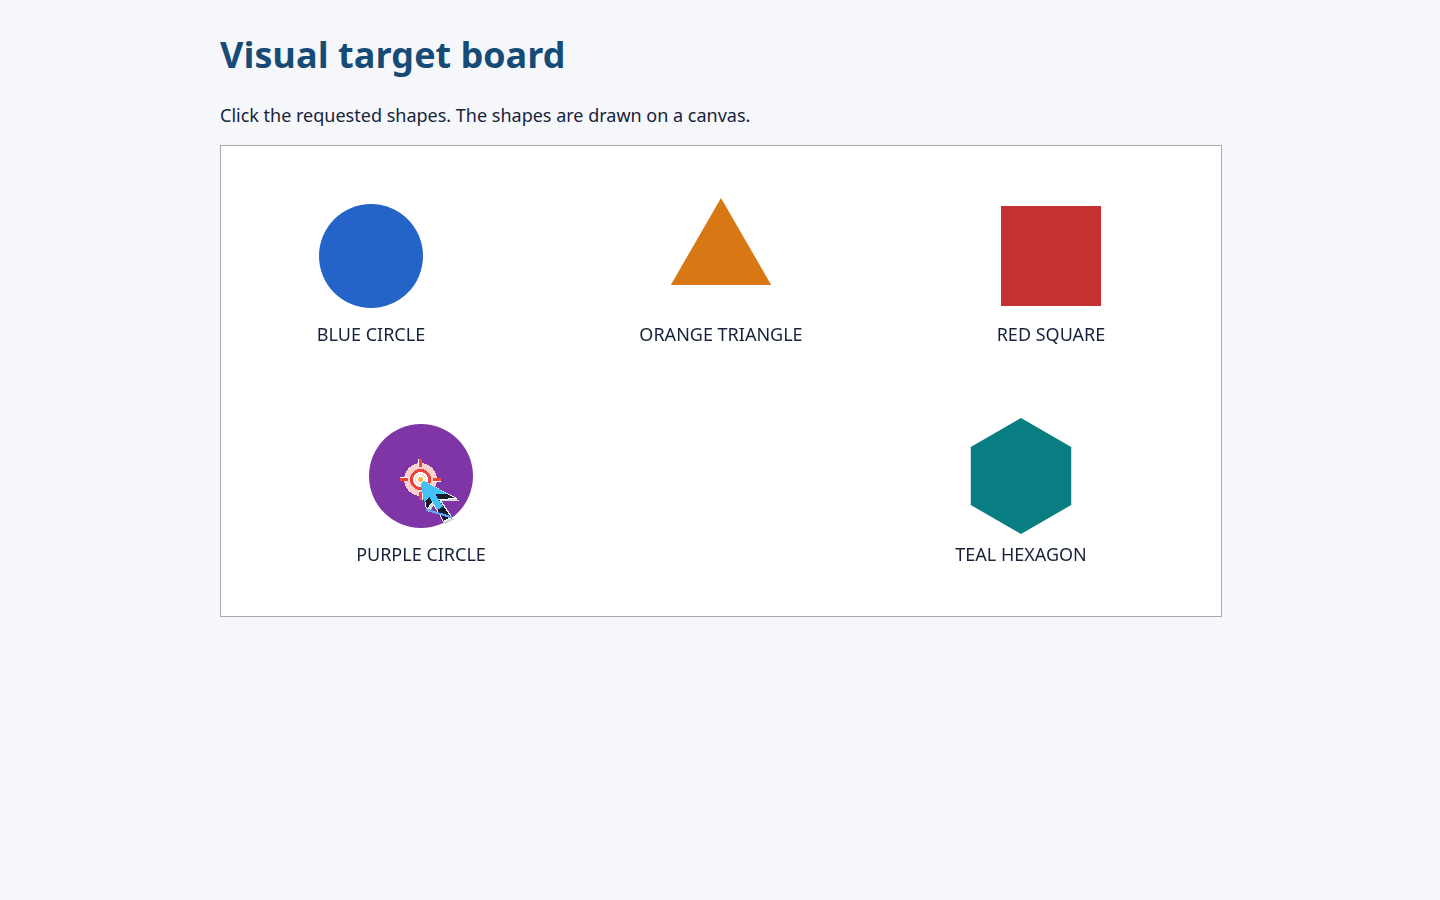 Visual target board
Click the requested shapes. The shapes are drawn on a canvas.
BLUE CIRCLE
ORANGE TRIANGLE
RED SQUARE
PURPLE CIRCLE
TEAL HEXAGON